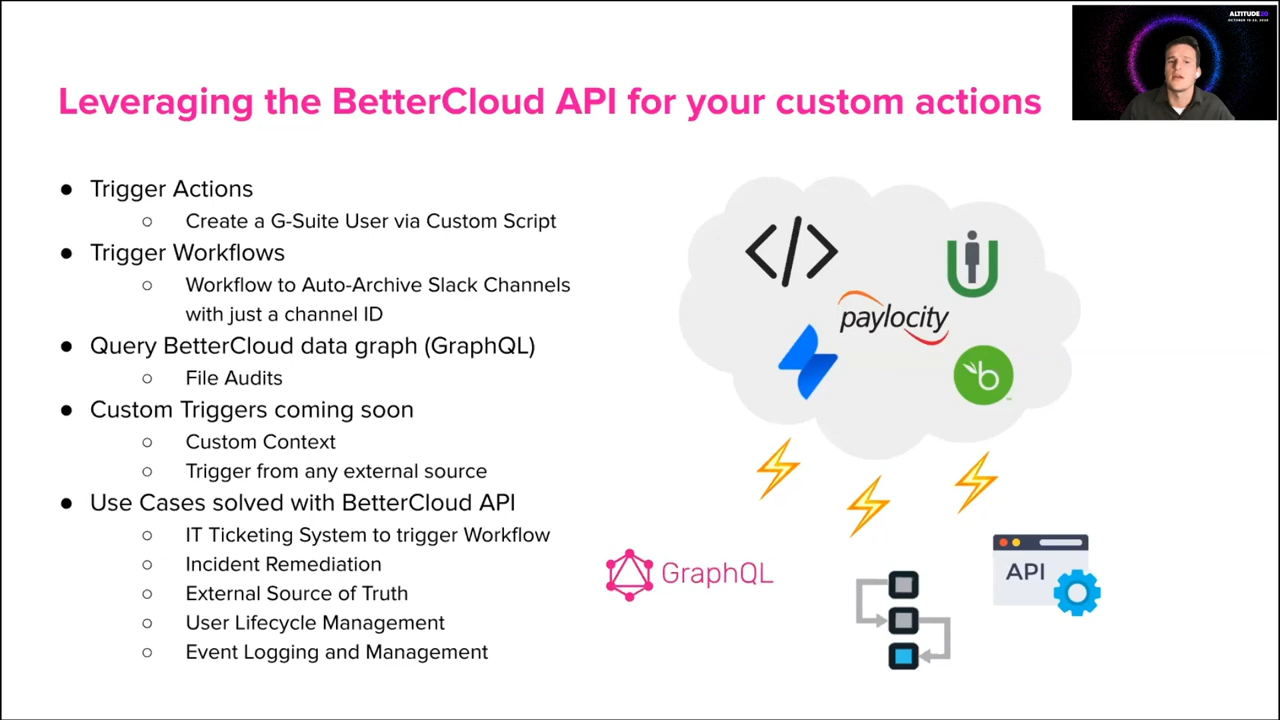 ALTITUDE20
Leveraging the BetterCloud API for your custom actions
● Trigger Actions
○ Create a G-Suite User via Custom Script
● Trigger Workflows
○ Workflow to Auto-Archive Slack Channels
with just a channel ID
● Query BetterCloud data graph (GraphQL)
○ File Audits
● Custom Triggers coming soon
○ Custom Context
○ Trigger from any external source
● Use Cases solved with BetterCloud API
○ IT Ticketing System to trigger Workflow
○ Incident Remediation
○ External Source of Truth
○ User Lifecycle Management
○ Event Logging and Management
</>
U
paylocity
b
GraphQL
API